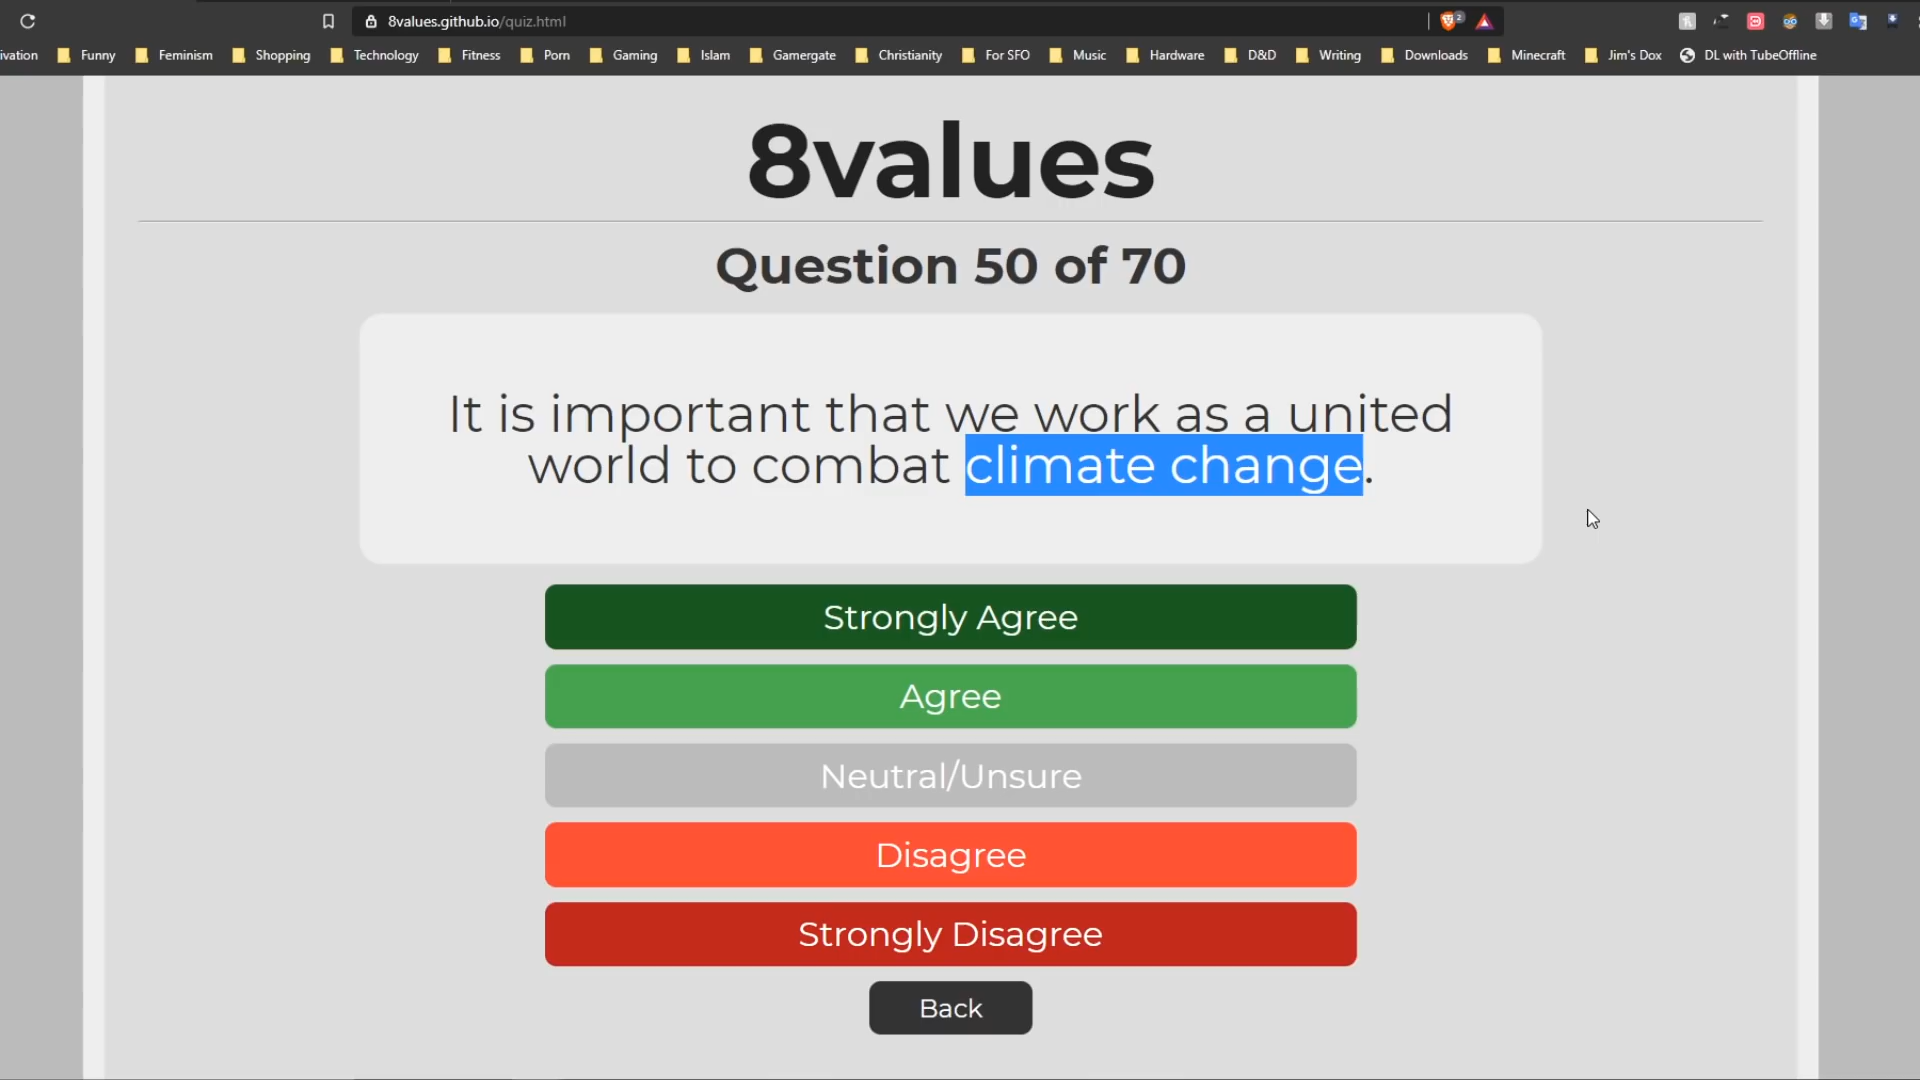 8values.github.io/quiz.html
2
ivation Funny Feminism Shopping Technology Fitness Porn Gaming Islam Gamergate Christianity For SFO Music Hardware D&D Writing Downloads Minecraft Jim's Dox DL with TubeOffline
8values
Question 50 of 70
It is important that we work as a united
world to combat climate change.
Strongly Agree
Agree
Neutral/Unsure
Disagree
Strongly Disagree
Back